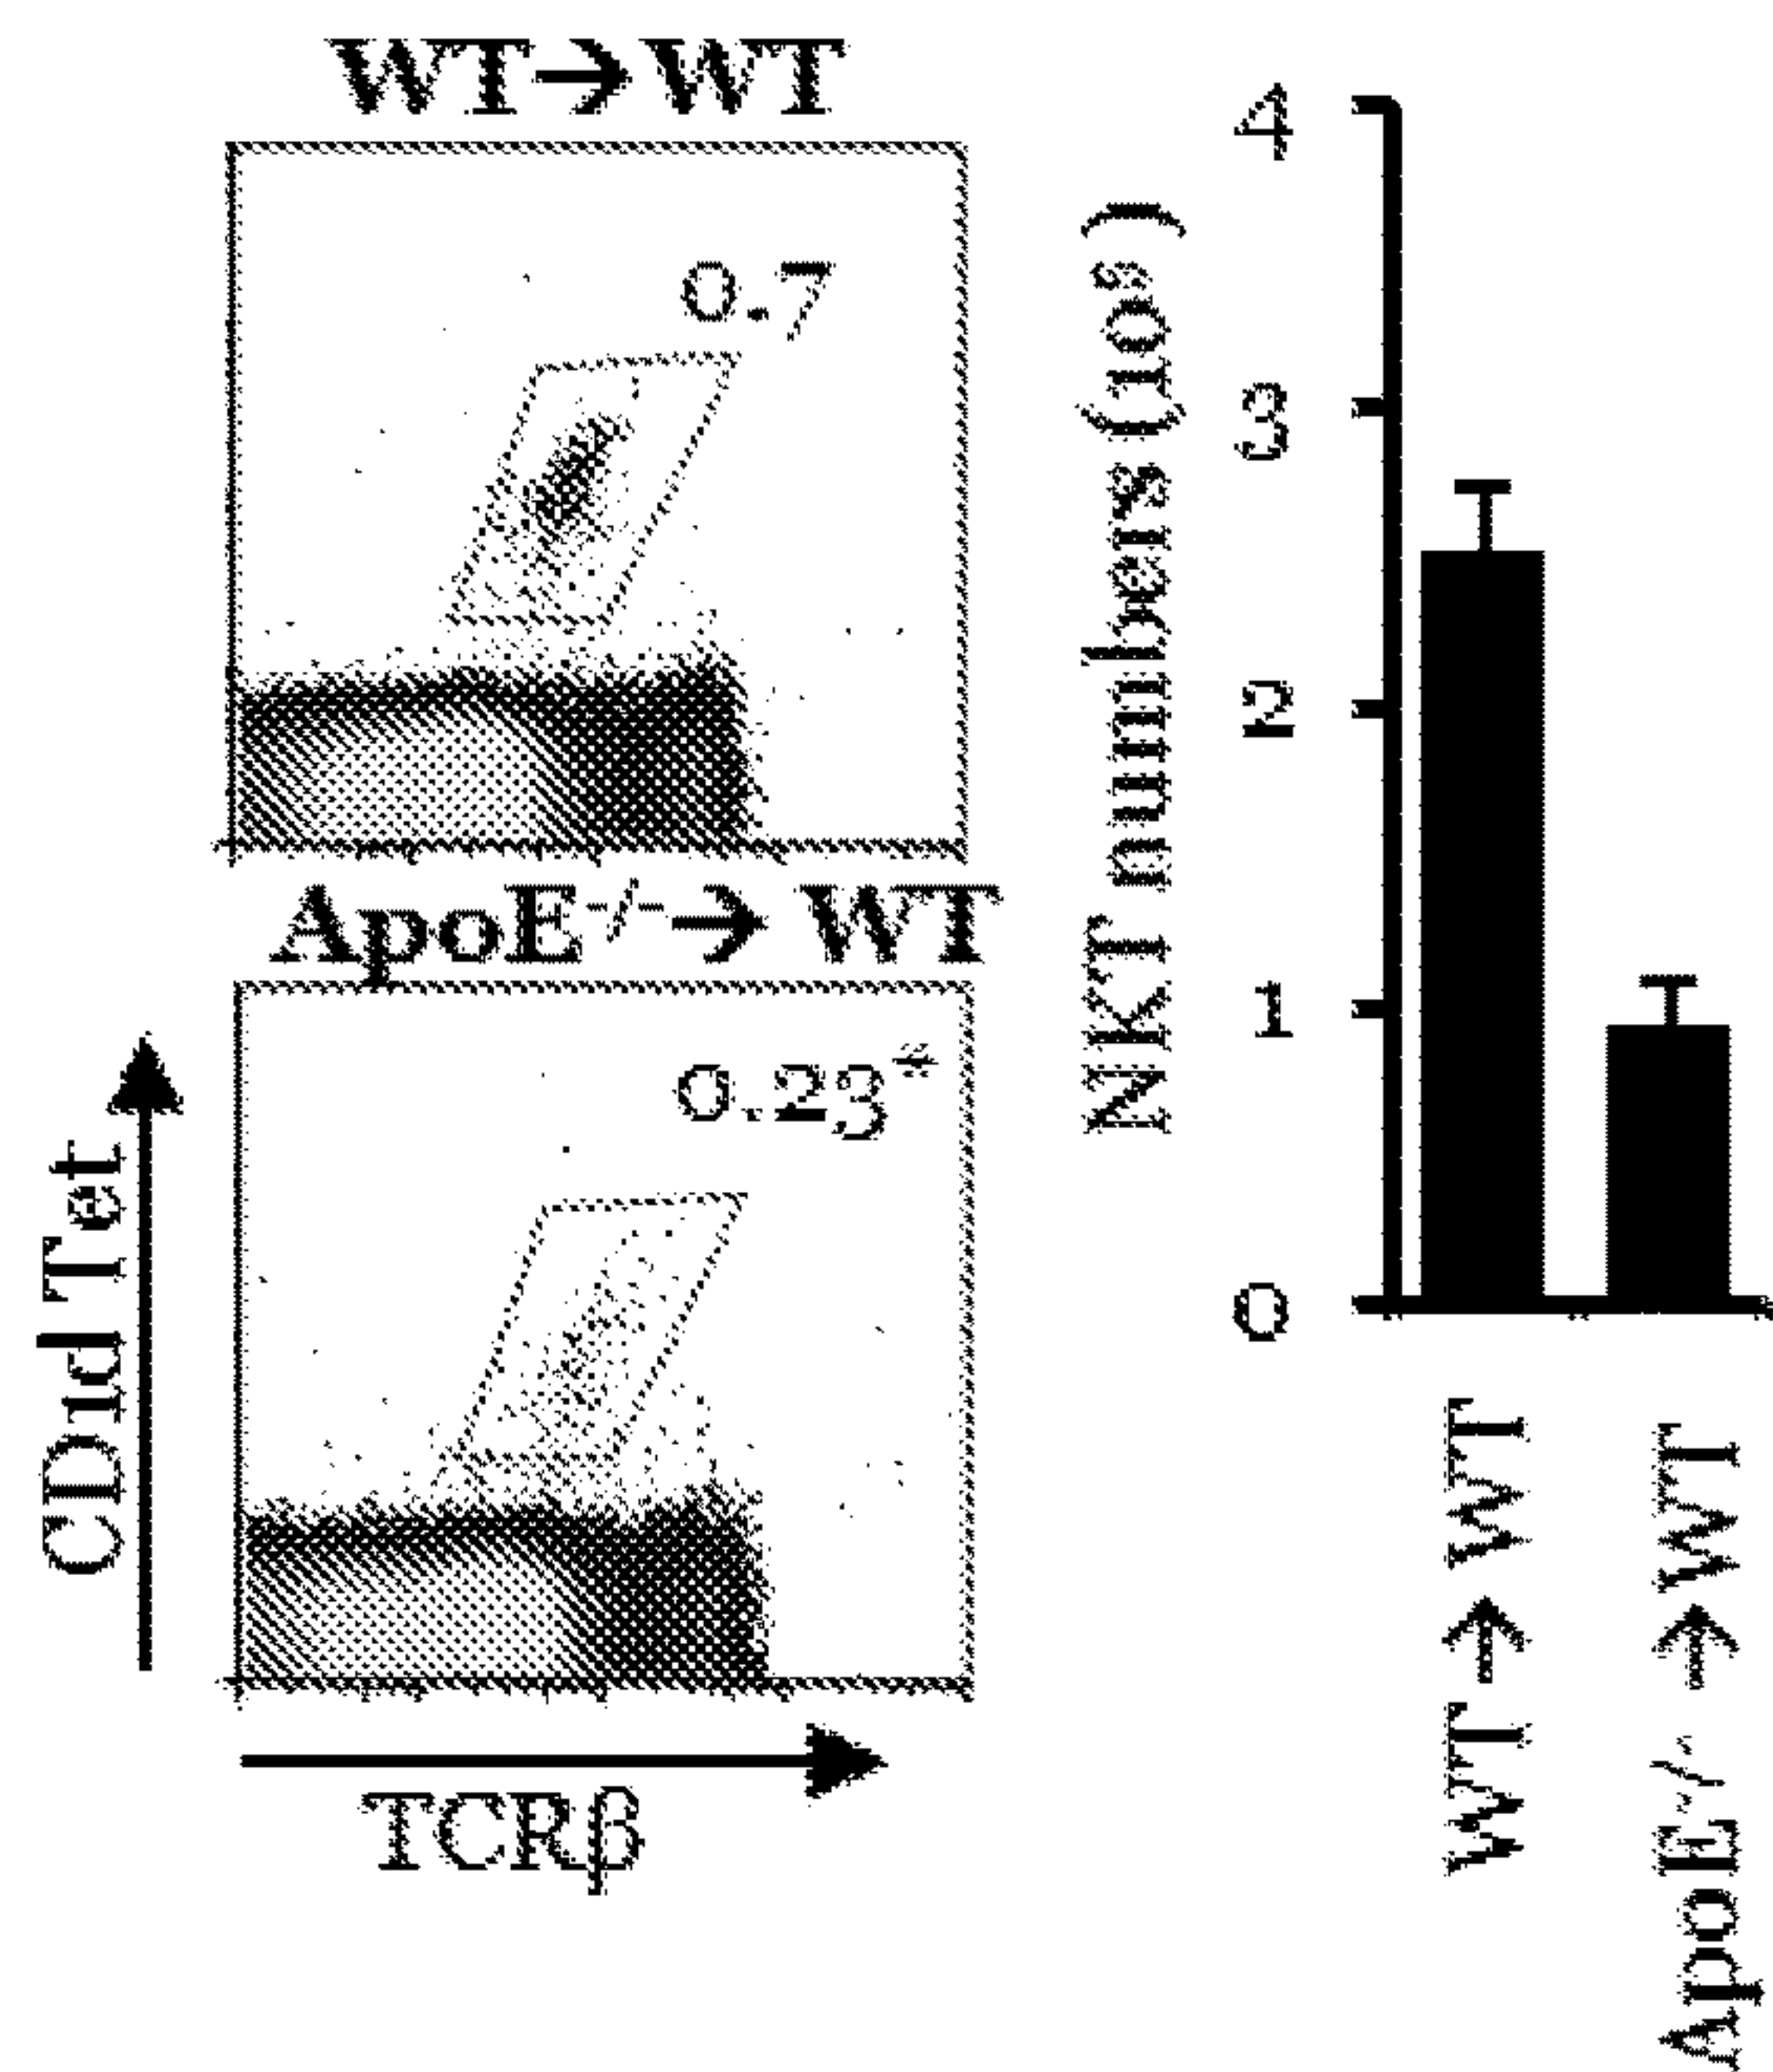 WT→WT
0.7
ApoE⁻/⁻→ WT
0.23*
CD1d Tet
TCRβ
NKT numbers (10⁵)
4
3
2
1
0
WT → WT
ApoE⁻/⁻ → WT